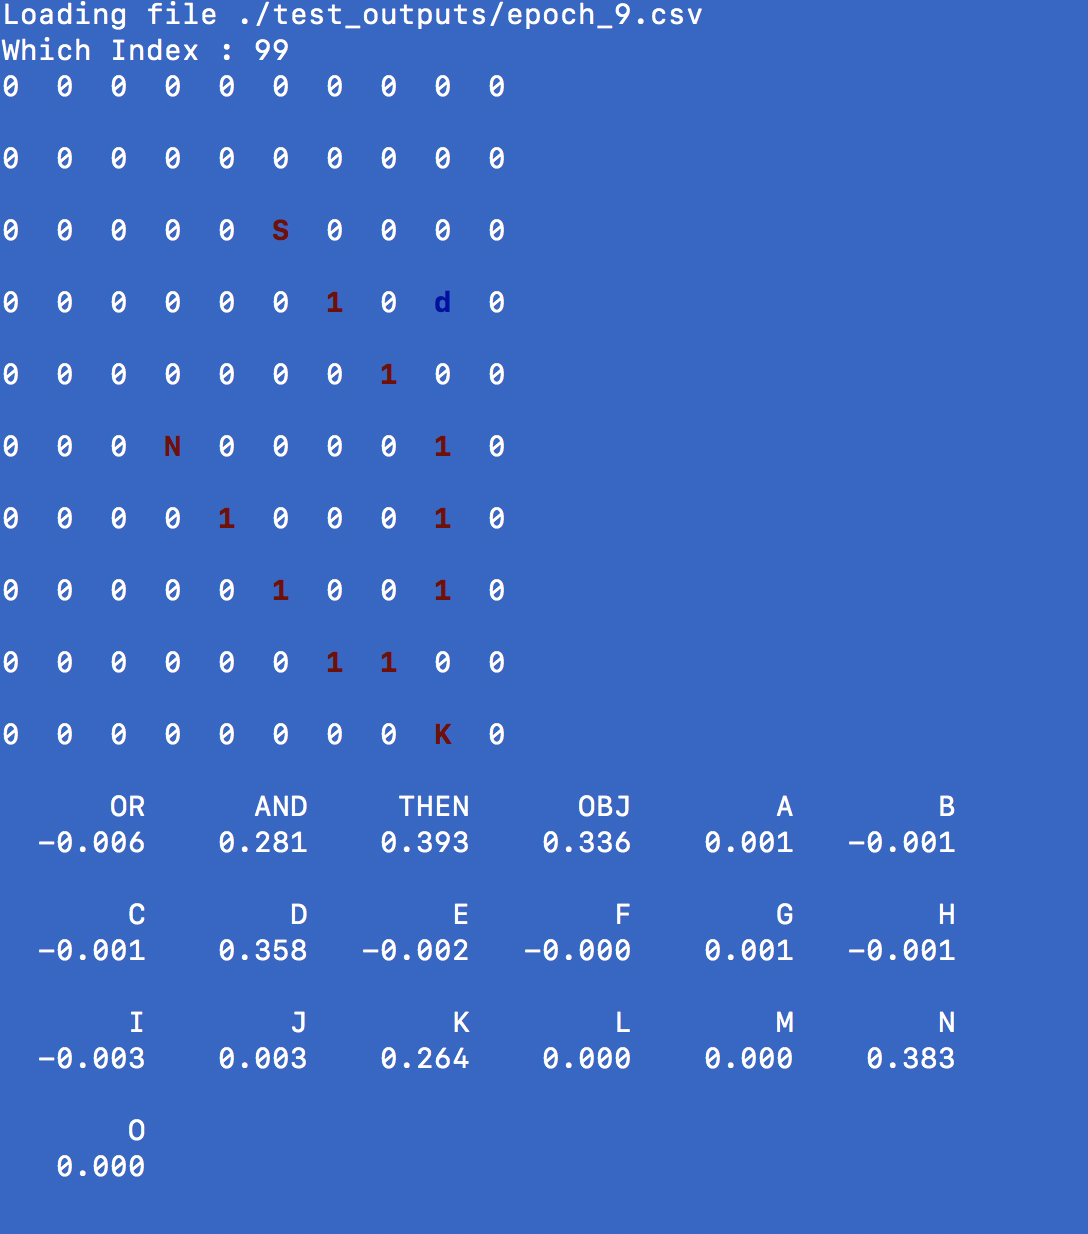 Loading file ./test_outputs/epoch_9.csv
Which Index : 99
0 0 0 0 0 0 0 0 0 0
0 0 0 0 0 0 0 0 0 0
0 0 0 0 0 S 0 0 0 0
0 0 0 0 0 0 1 0 d 0
0 0 0 0 0 0 0 1 0 0
0 0 0 N 0 0 0 0 1 0
0 0 0 0 1 0 0 0 1 0
0 0 0 0 0 1 0 0 1 0
0 0 0 0 0 0 1 1 0 0
0 0 0 0 0 0 0 0 K 0
OR AND THEN OBJ A B
-0.006 0.281 0.393 0.336 0.001 -0.001
C D E F G H
-0.001 0.358 -0.002 -0.000 0.001 -0.001
I J K L M N
-0.003 0.003 0.264 0.000 0.000 0.383
O
0.000